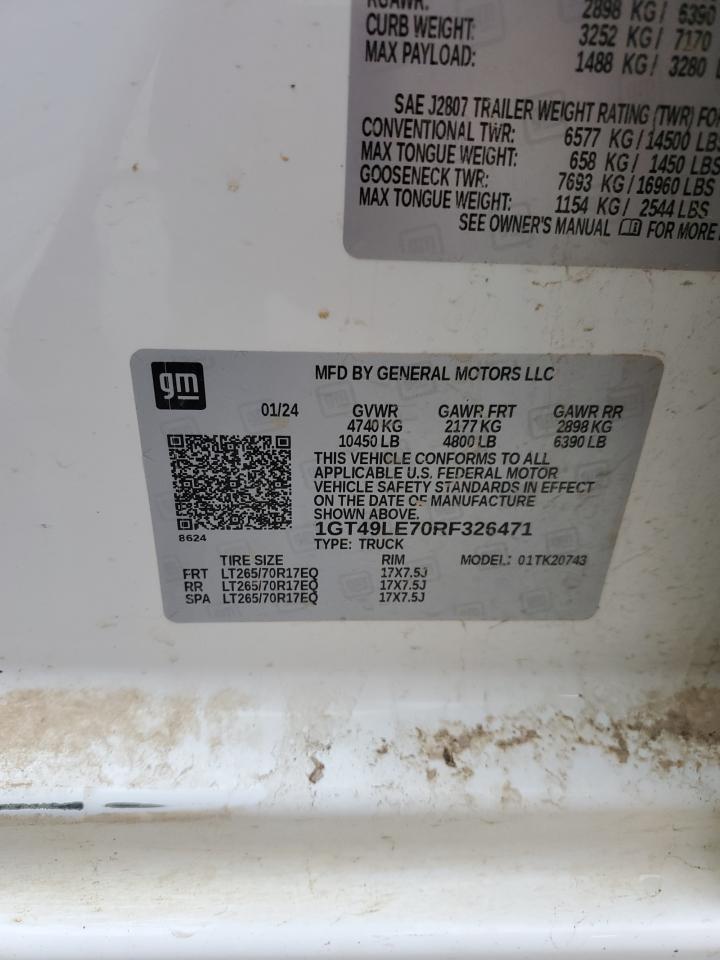 2898 KG/ 6390
CURB WEIGHT: 3252 KG/ 7170
MAX PAYLOAD: 1488 KG/ 3280
SAE J2807 TRAILER WEIGHT RATING (TWR) FO
CONVENTIONAL TWR: 6577 KG/14500 LBS
MAX TONGUE WEIGHT: 658 KG/ 1450 LBS
GOOSENECK TWR: 7693 KG/16960 LBS
MAX TONGUE WEIGHT: 1154 KG/ 2544 LBS
SEE OWNER'S MANUAL FOR MORE
gm
MFD BY GENERAL MOTORS LLC
01/24 GVWR GAWR FRT GAWR RR
4740 KG 2177 KG 2898 KG
10450 LB 4800 LB 6390 LB
THIS VEHICLE CONFORMS TO ALL
APPLICABLE U.S. FEDERAL MOTOR
VEHICLE SAFETY STANDARDS IN EFFECT
ON THE DATE OF MANUFACTURE
SHOWN ABOVE.
8624
1GT49LE70RF326471
TYPE: TRUCK
TIRE SIZE RIM MODEL: 01TK20743
FRT LT265/70R17EQ 17X7.5J
RR LT265/70R17EQ 17X7.5J
SPA LT265/70R17EQ 17X7.5J